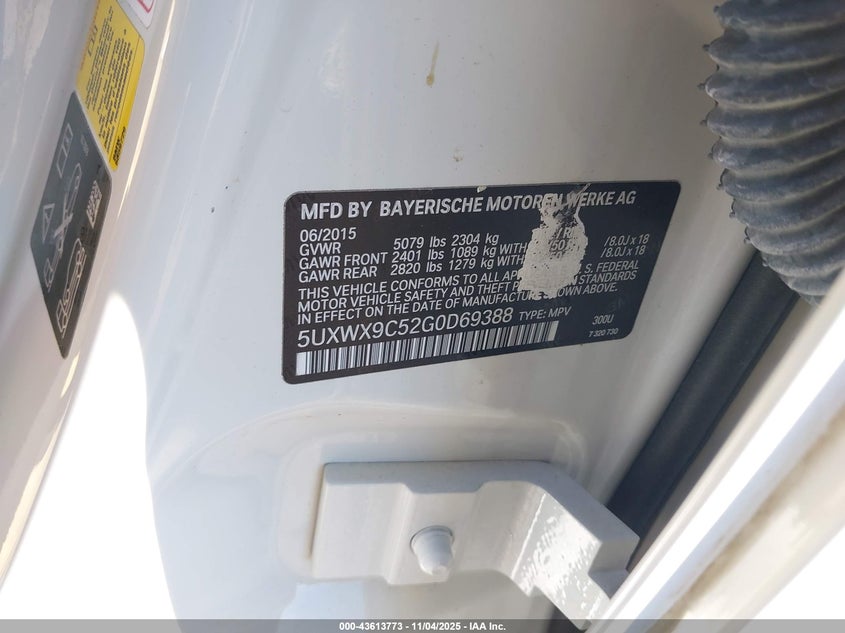 MFD BY BAYERISCHE MOTOREN WERKE AG
06/2015
GVWR 5079 lbs 2304 kg
GAWR FRONT 2401 lbs 1089 kg WITH /8.0J x 18
GAWR REAR 2820 lbs 1279 kg WITH /8.0J x 18
THIS VEHICLE CONFORMS TO ALL S. FEDERAL
MOTOR VEHICLE SAFETY AND THEFT PREVENTION STANDARDS
IN EFFECT ON THE DATE OF MANUFACTURE SHOWN ABOVE.
5UXWX9C52G0D69388 TYPE: MPV 300U
7 320 730
000-43613773 — 11/04/2025 — IAA Inc.